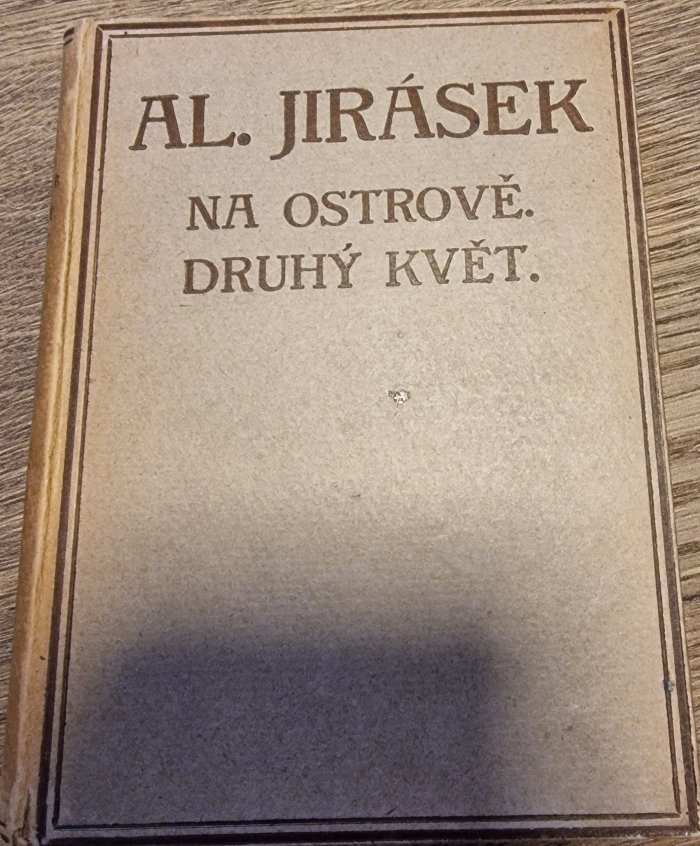 AL. JIRÁSEK
NA OSTROVĚ.
DRUHÝ KVĚT.